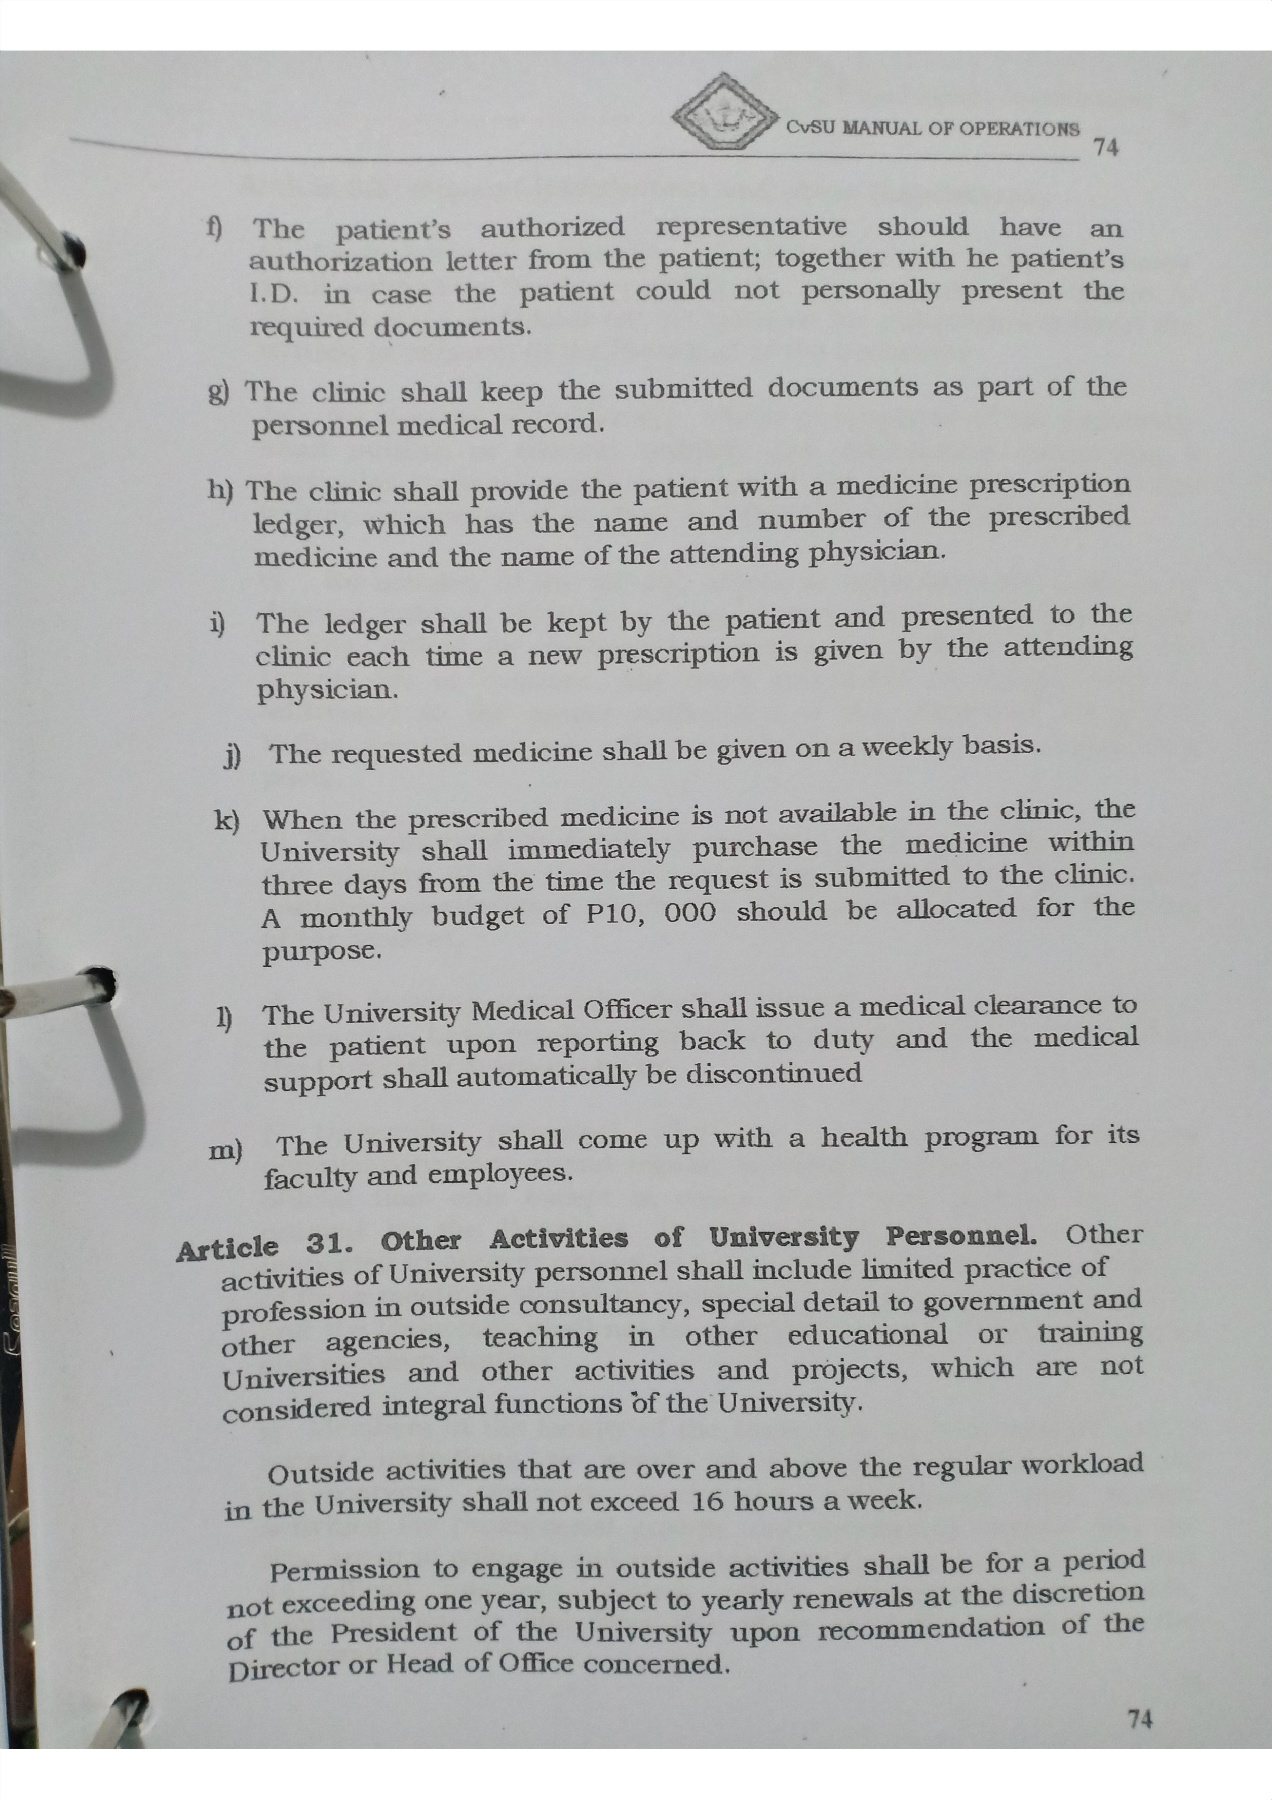 CvSU MANUAL OF OPERATIONS
74
f) The patient's authorized representative should have an
authorization letter from the patient; together with he patient's
I.D. in case the patient could not personally present the
required documents.
g) The clinic shall keep the submitted documents as part of the
personnel medical record.
h) The clinic shall provide the patient with a medicine prescription
ledger, which has the name and number of the prescribed
medicine and the name of the attending physician.
i) The ledger shall be kept by the patient and presented to the
clinic each time a new prescription is given by the attending
physician.
j) The requested medicine shall be given on a weekly basis.
k) When the prescribed medicine is not available in the clinic, the
University shall immediately purchase the medicine within
three days from the time the request is submitted to the clinic.
A monthly budget of P10, 000 should be allocated for the
purpose.
l) The University Medical Officer shall issue a medical clearance to
the patient upon reporting back to duty and the medical
support shall automatically be discontinued
m) The University shall come up with a health program for its
faculty and employees.
Article 31. Other Activities of University Personnel. Other
activities of University personnel shall include limited practice of
profession in outside consultancy, special detail to government and
other agencies, teaching in other educational or training
Universities and other activities and projects, which are not
considered integral functions of the University.
Outside activities that are over and above the regular workload
in the University shall not exceed 16 hours a week.
Permission to engage in outside activities shall be for a period
not exceeding one year, subject to yearly renewals at the discretion
of the President of the University upon recommendation of the
Director or Head of Office concerned.
74